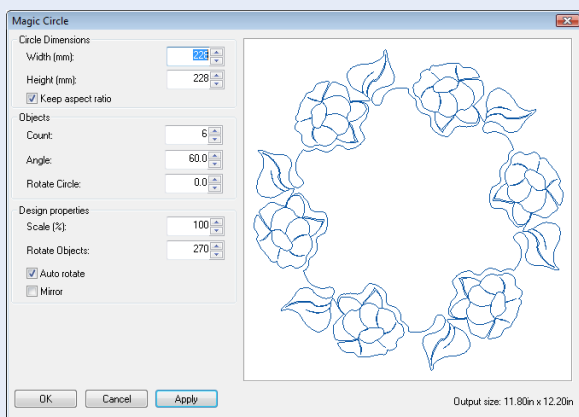 Magic Circle
Circle Dimensions
Width (mm): 228
Height (mm): 228
Keep aspect ratio
Objects
Count: 6
Angle: 60.0
Rotate Circle: 0.0
Design properties
Scale (%): 100
Rotate Objects: 270
Auto rotate
Mirror
OK Cancel Apply
Output size: 11.80in x 12.20in